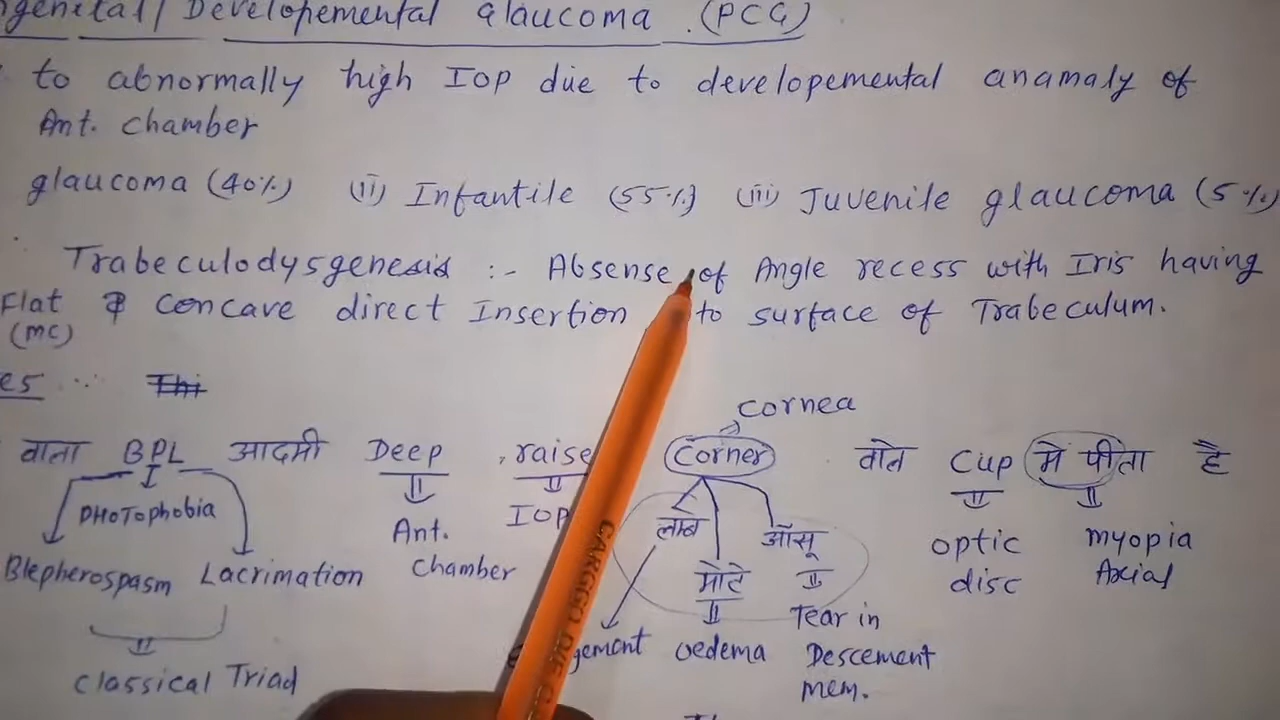 genital/ Developemental Glaucoma (PCG)
to abnormally high IOP due to developemental anamaly of
Ant. chamber
glaucoma (40%) (ii) Infantile (55%) (iii) Juvenile glaucoma (5%)
Trabeculodysgenesis :- Absense of Angle recess with Iris having
Flat & concave direct Insertion to surface of Trabeculum.
(mc)
es Thi
cornea
वाला BPL आदमी Deep raise Corner वाले Cup में पीता है
PHOTophobia Ant. IOP लांबे आँसू optic myopia
Blepherospasm Lacrimation chamber मोटे disc Axial
Tear in
gement oedema Descement
classical Triad mem.